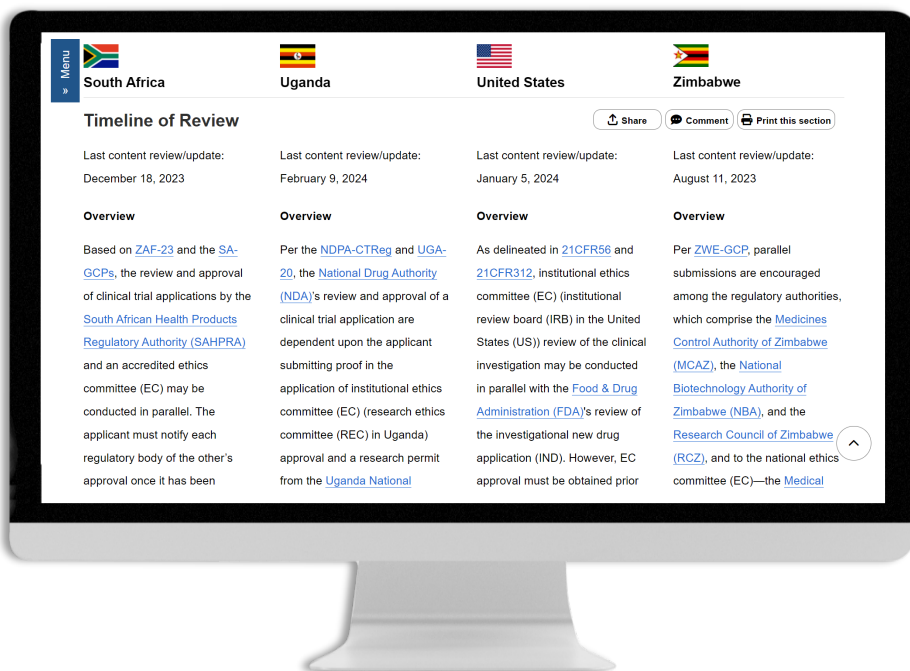 » Menu
South Africa
Uganda
United States
Zimbabwe
Timeline of Review
Share
Comment
Print this section
Last content review/update:
December 18, 2023
Overview
Based on ZAF-23 and the SA-
GCPs, the review and approval
of clinical trial applications by the
South African Health Products
Regulatory Authority (SAHPRA)
and an accredited ethics
committee (EC) may be
conducted in parallel. The
applicant must notify each
regulatory body of the other's
approval once it has been
Last content review/update:
February 9, 2024
Overview
Per the NDPA-CTReg and UGA-
20, the National Drug Authority
(NDA)'s review and approval of a
clinical trial application are
dependent upon the applicant
submitting proof in the
application of institutional ethics
committee (EC) (research ethics
committee (REC) in Uganda)
approval and a research permit
from the Uganda National
Last content review/update:
January 5, 2024
Overview
As delineated in 21CFR56 and
21CFR312, institutional ethics
committee (EC) (institutional
review board (IRB) in the United
States (US)) review of the clinical
investigation may be conducted
in parallel with the Food & Drug
Administration (FDA)'s review of
the investigational new drug
application (IND). However, EC
approval must be obtained prior
Last content review/update:
August 11, 2023
Overview
Per ZWE-GCP, parallel
submissions are encouraged
among the regulatory authorities,
which comprise the Medicines
Control Authority of Zimbabwe
(MCAZ), the National
Biotechnology Authority of
Zimbabwe (NBA), and the
Research Council of Zimbabwe
(RCZ), and to the national ethics
committee (EC)—the Medical